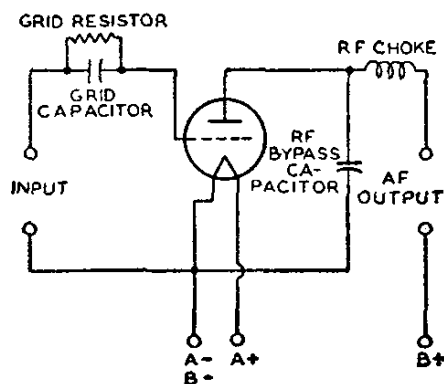 GRID RESISTOR
GRID
CAPACITOR
RF CHOKE
RF
BYPASS
CA-
PACITOR
INPUT
AF
OUTPUT
A-
B-
A+
B+